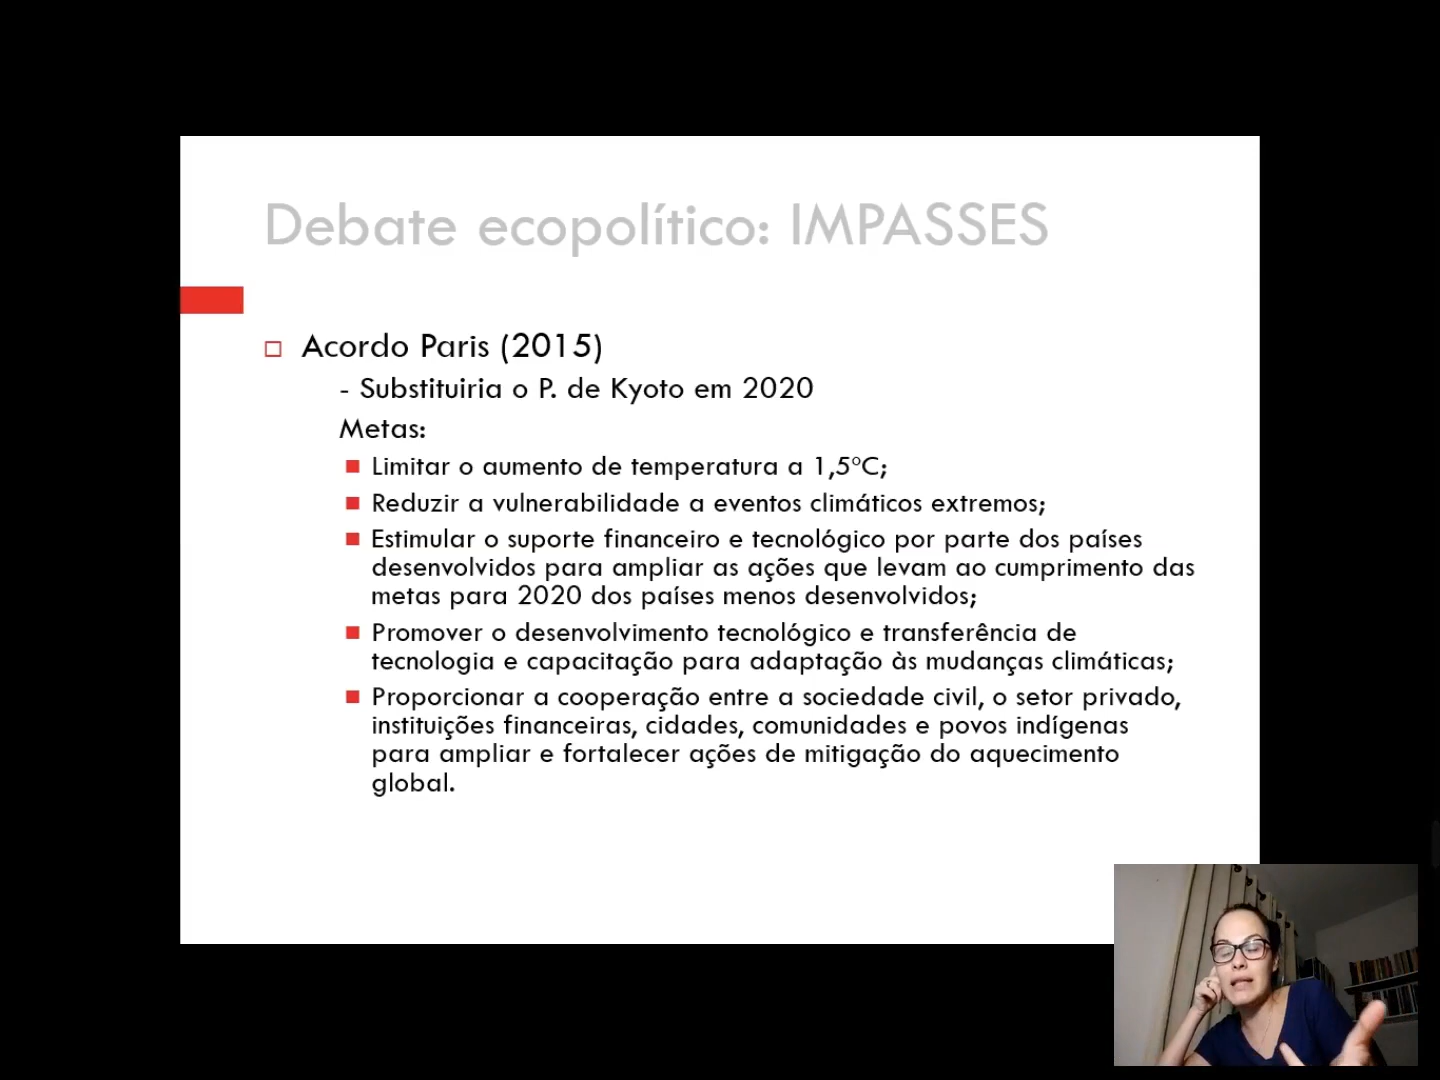 Debate ecopolítico: IMPASSES
Acordo Paris (2015)
- Substituiria o P. de Kyoto em 2020
Metas:
Limitar o aumento de temperatura a 1,5ºC;
Reduzir a vulnerabilidade a eventos climáticos extremos;
Estimular o suporte financeiro e tecnológico por parte dos países
desenvolvidos para ampliar as ações que levam ao cumprimento das
metas para 2020 dos países menos desenvolvidos;
Promover o desenvolvimento tecnológico e transferência de
tecnologia e capacitação para adaptação às mudanças climáticas;
Proporcionar a cooperação entre a sociedade civil, o setor privado,
instituições financeiras, cidades, comunidades e povos indígenas
para ampliar e fortalecer ações de mitigação do aquecimento
global.